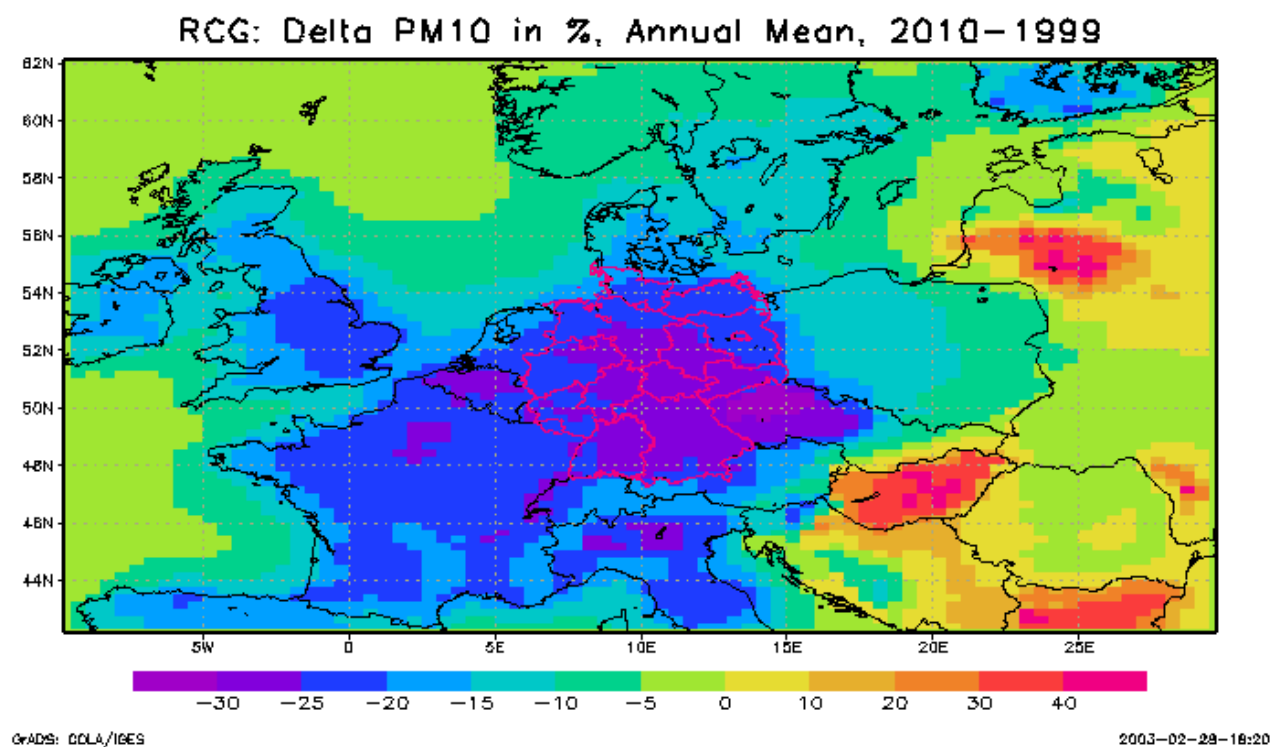 RCG: Delta PM10 in %, Annual Mean, 2010-1999
62N
60N
58N
56N
54N
52N
50N
48N
46N
44N
5W 0 5E 10E 15E 20E 25E
-30 -25 -20 -15 -10 -5 0 10 20 30 40
GrADS: COLA/IGES 2003-02-28-18:20